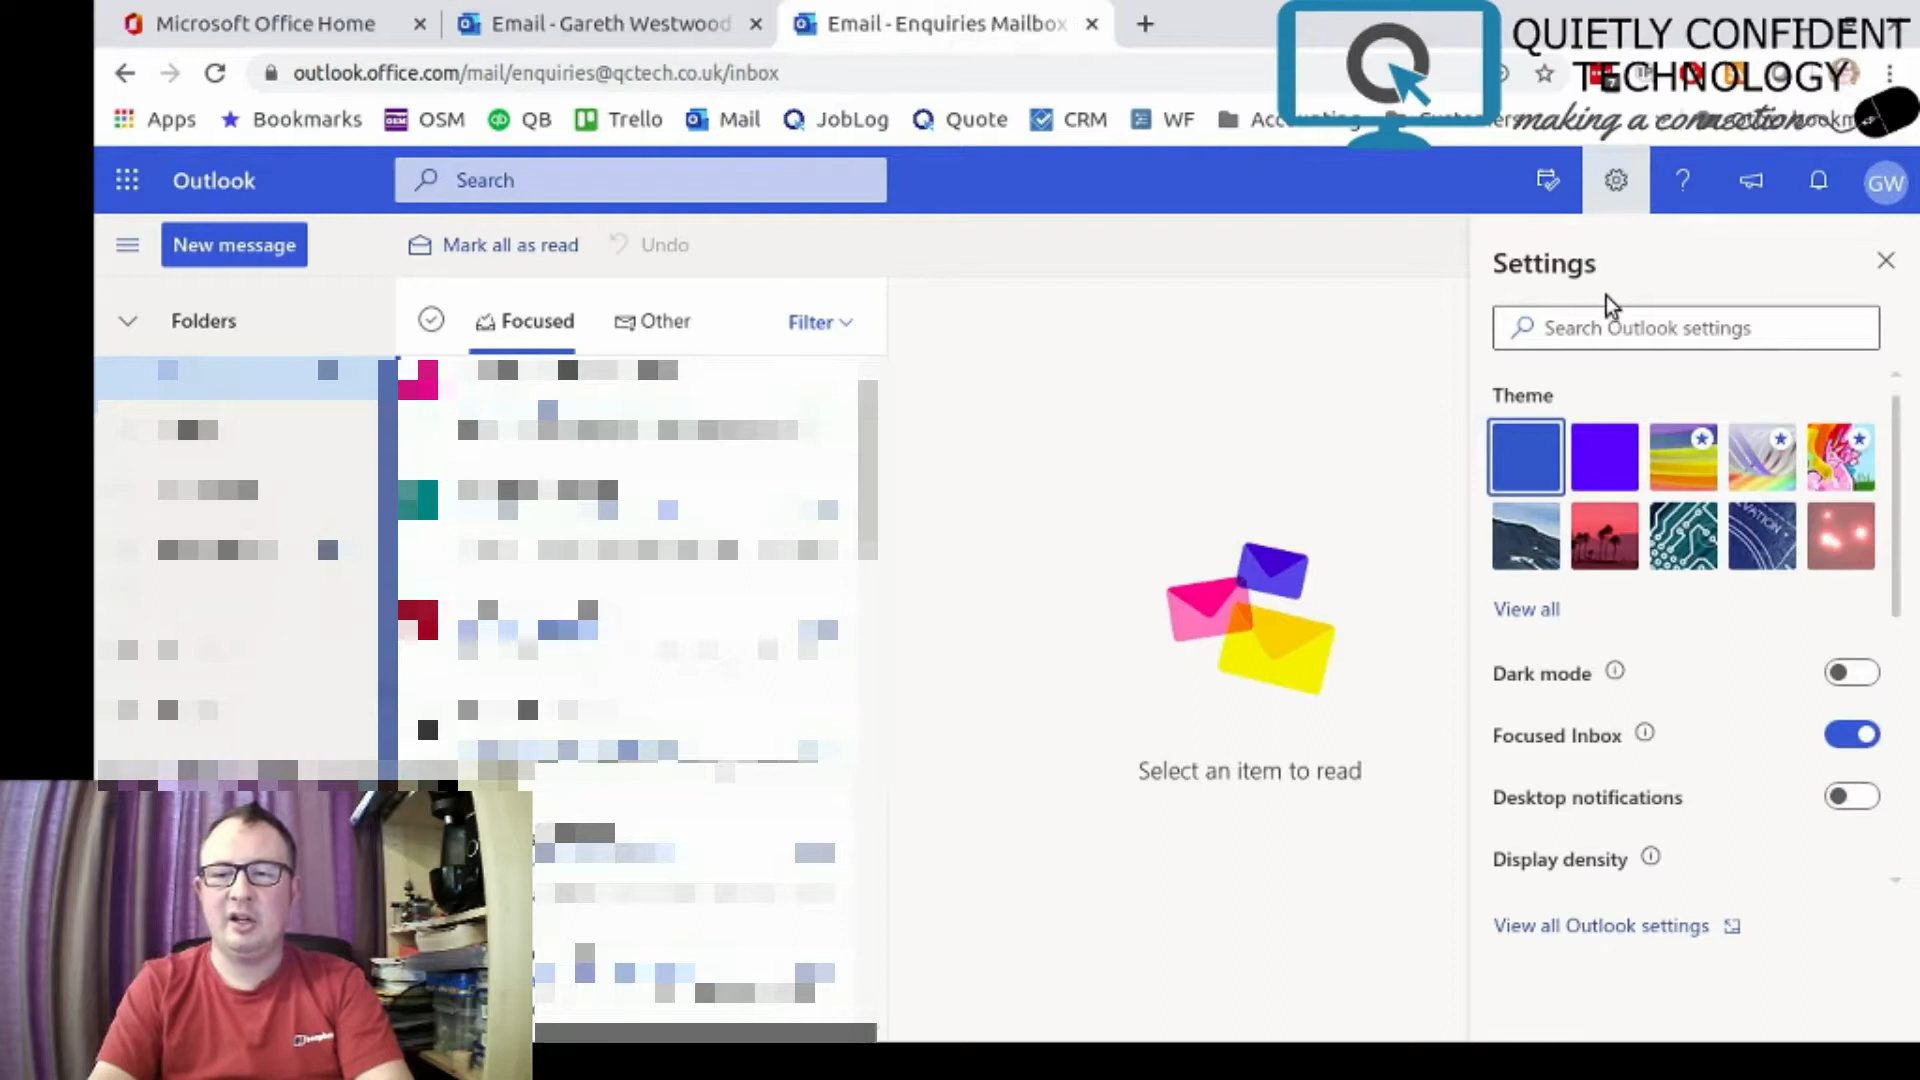 Microsoft Office Home
Email - Gareth Westwood
Email - Enquiries Mailbox
QUIETLY CONFIDENT
TECHNOLOGY
making a connection
outlook.office.com/mail/enquiries@qctech.co.uk/inbox
Apps
Bookmarks
OSM
QB
Trello
Mail
JobLog
Quote
CRM
WF
Outlook
Search
GW
New message
Mark all as read
Undo
Folders
Focused
Other
Filter
Select an item to read
Settings
Search Outlook settings
Theme
View all
Dark mode
Focused Inbox
Desktop notifications
Display density
View all Outlook settings